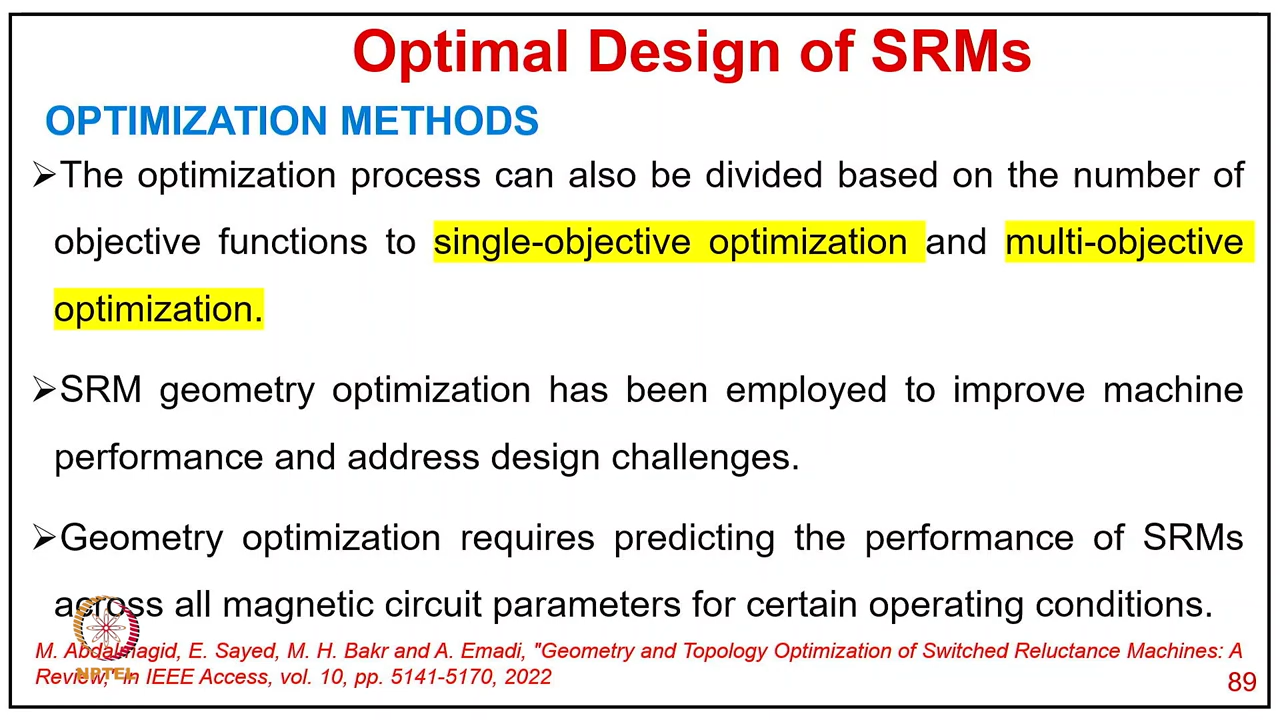 Optimal Design of SRMs
OPTIMIZATION METHODS
➢The optimization process can also be divided based on the number of
objective functions to single-objective optimization and multi-objective
optimization.
➢SRM geometry optimization has been employed to improve machine
performance and address design challenges.
➢Geometry optimization requires predicting the performance of SRMs
across all magnetic circuit parameters for certain operating conditions.
M. Abdalmagid, E. Sayed, M. H. Bakr and A. Emadi, "Geometry and Topology Optimization of Switched Reluctance Machines: A
Review," in IEEE Access, vol. 10, pp. 5141-5170, 2022
NPTEL
89